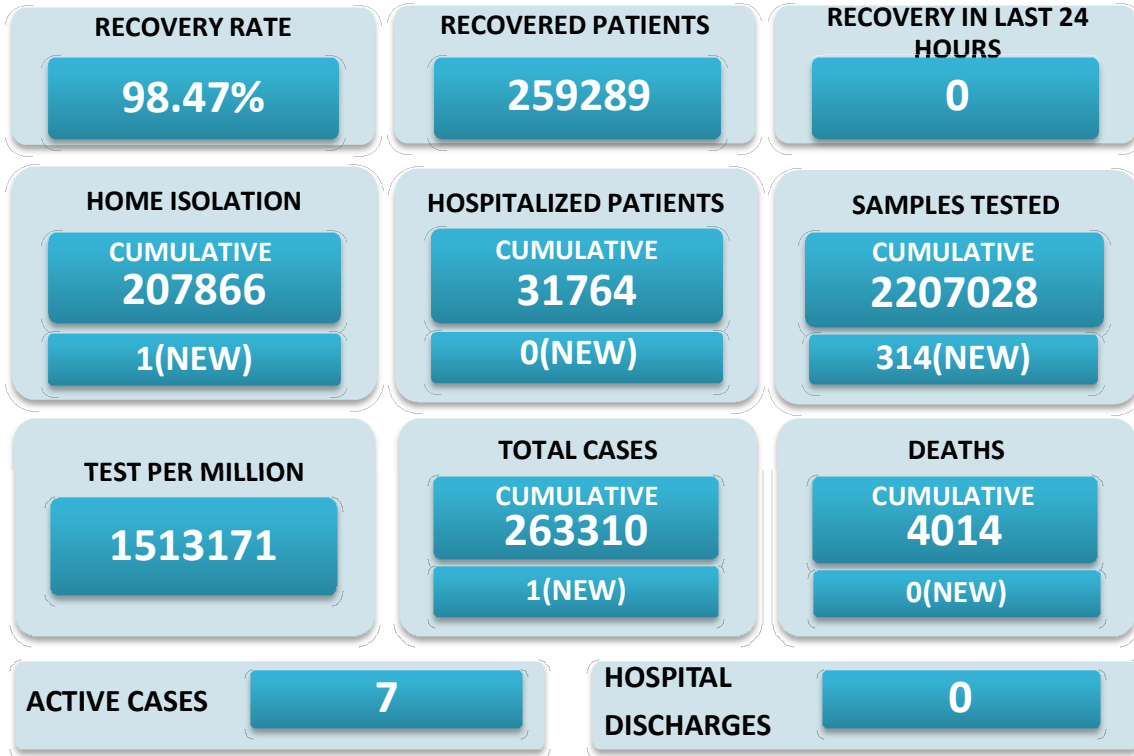 RECOVERY RATE
98.47%
RECOVERED PATIENTS
259289
RECOVERY IN LAST 24
HOURS
0
HOME ISOLATION
CUMULATIVE
207866
1(NEW)
HOSPITALIZED PATIENTS
CUMULATIVE
31764
0(NEW)
SAMPLES TESTED
CUMULATIVE
2207028
314(NEW)
TEST PER MILLION
1513171
TOTAL CASES
CUMULATIVE
263310
1(NEW)
DEATHS
CUMULATIVE
4014
0(NEW)
ACTIVE CASES
7
HOSPITAL
DISCHARGES
0